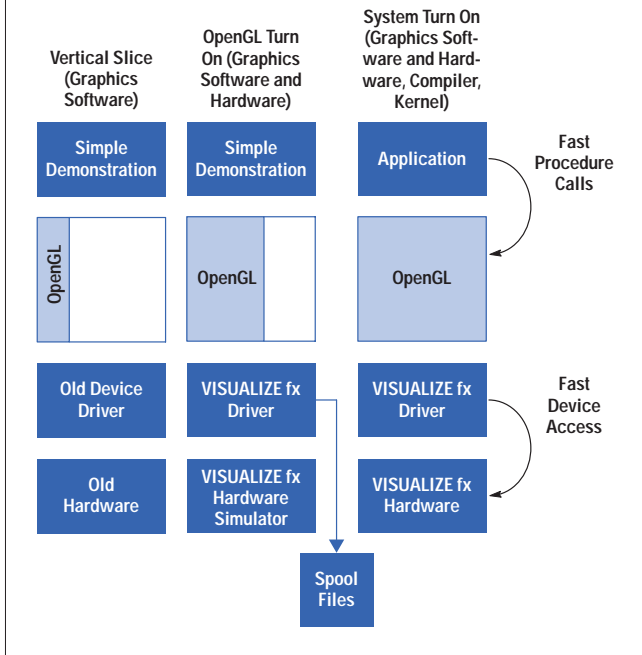 Vertical Slice
(Graphics
Software)
OpenGL Turn
On (Graphics
Software and
Hardware)
System Turn On
(Graphics Soft-
ware and Hard-
ware, Compiler,
Kernel)
Simple
Demonstration
Simple
Demonstration
Application
Fast
Procedure
Calls
OpenGL
OpenGL
OpenGL
Old Device
Driver
VISUALIZE fx
Driver
VISUALIZE fx
Driver
Fast
Device
Access
Old
Hardware
VISUALIZE fx
Hardware
Simulator
VISUALIZE fx
Hardware
Spool
Files